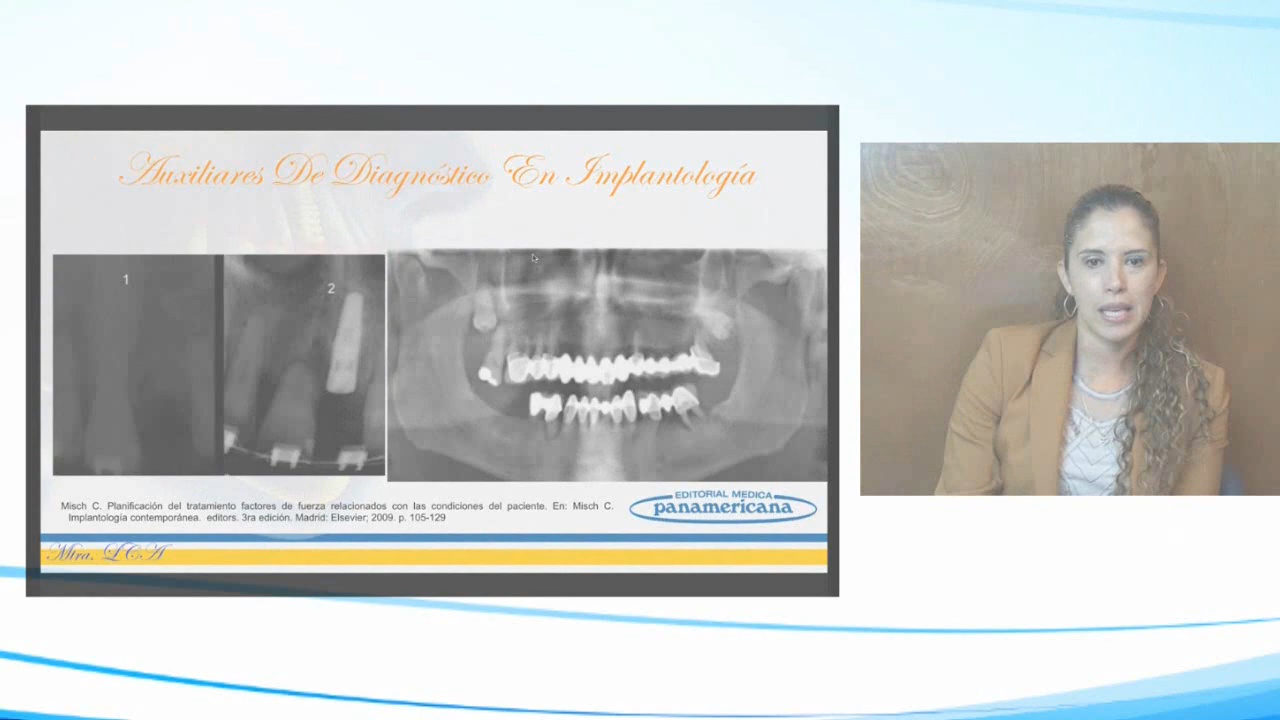 Auxiliares De Diagnóstico En Implantología
1
2
Misch C. Planificación del tratamiento factores de fuerza relacionados con las condiciones del paciente. En: Misch C.
Implantología contemporánea. editors. 3ra edición. Madrid: Elsevier; 2009. p. 105-129
EDITORIAL MEDICA
panamericana
Mtra. LCA